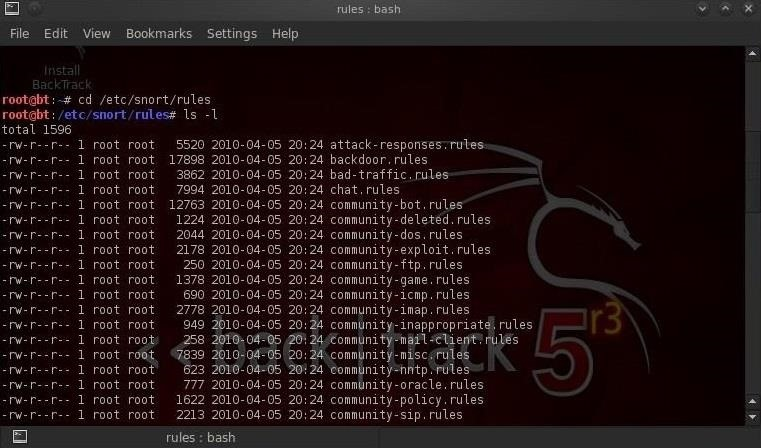 rules : bash
File Edit View Bookmarks Settings Help
Install
BackTrack
root@bt:~# cd /etc/snort/rules
root@bt:/etc/snort/rules# ls -l
total 1596
-rw-r--r-- 1 root root 5520 2010-04-05 20:24 attack-responses.rules
-rw-r--r-- 1 root root 17898 2010-04-05 20:24 backdoor.rules
-rw-r--r-- 1 root root 3862 2010-04-05 20:24 bad-traffic.rules
-rw-r--r-- 1 root root 7994 2010-04-05 20:24 chat.rules
-rw-r--r-- 1 root root 12763 2010-04-05 20:24 community-bot.rules
-rw-r--r-- 1 root root 1224 2010-04-05 20:24 community-deleted.rules
-rw-r--r-- 1 root root 2044 2010-04-05 20:24 community-dos.rules
-rw-r--r-- 1 root root 2178 2010-04-05 20:24 community-exploit.rules
-rw-r--r-- 1 root root 250 2010-04-05 20:24 community-ftp.rules
-rw-r--r-- 1 root root 1378 2010-04-05 20:24 community-game.rules
-rw-r--r-- 1 root root 690 2010-04-05 20:24 community-icmp.rules
-rw-r--r-- 1 root root 2778 2010-04-05 20:24 community-imap.rules
-rw-r--r-- 1 root root 949 2010-04-05 20:24 community-inappropriate.rules
-rw-r--r-- 1 root root 258 2010-04-05 20:24 community-mail-client.rules
-rw-r--r-- 1 root root 7839 2010-04-05 20:24 community-misc.rules
-rw-r--r-- 1 root root 623 2010-04-05 20:24 community-nntp.rules
-rw-r--r-- 1 root root 777 2010-04-05 20:24 community-oracle.rules
-rw-r--r-- 1 root root 1622 2010-04-05 20:24 community-policy.rules
-rw-r--r-- 1 root root 2213 2010-04-05 20:24 community-sip.rules
<< back | track 5 r3
rules : bash